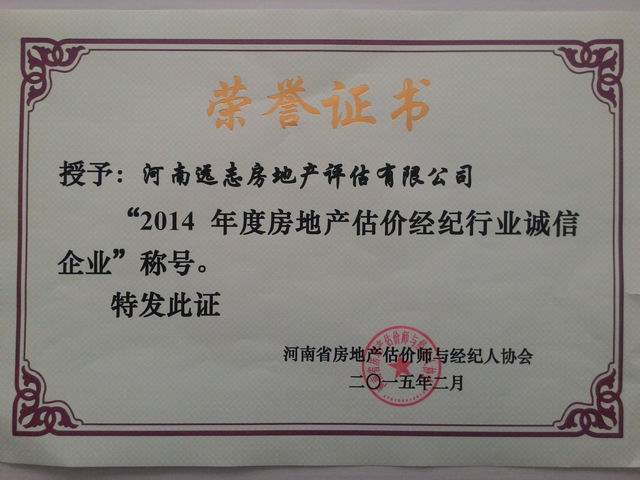 荣誉证书
授予：河南远志房地产评估有限公司
“2014 年度房地产估价经纪行业诚信
企业”称号。
特发此证
河南省房地产估价师与经纪人协会
二〇一五年二月